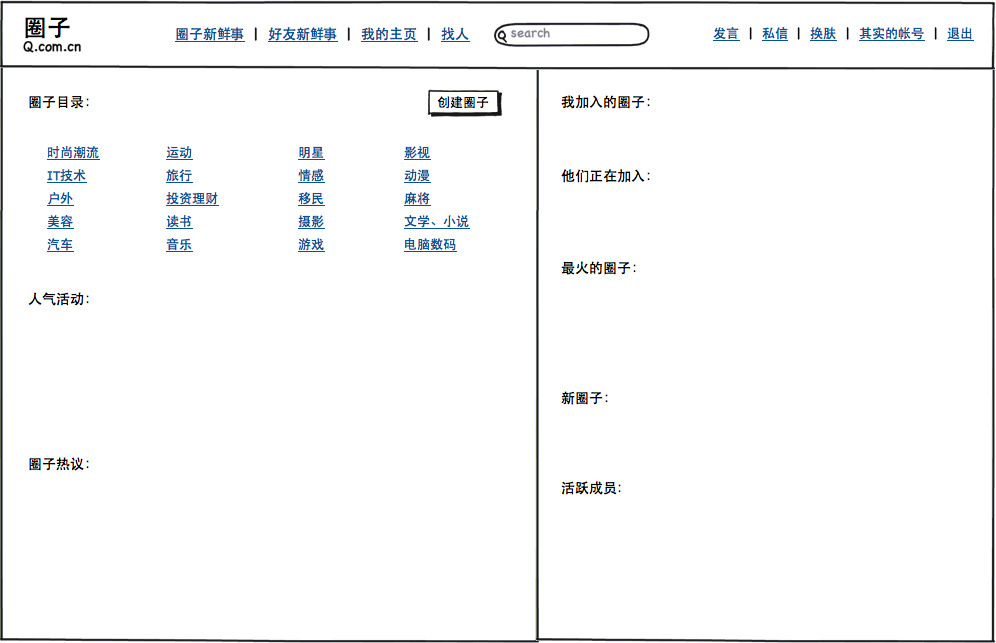 圈子
Q.com.cn
圈子新鲜事 | 好友新鲜事 | 我的主页 | 找人
search
发言 | 私信 | 换肤 | 其实的帐号 | 退出
圈子目录：
创建圈子
时尚潮流 运动 明星 影视
IT技术 旅行 情感 动漫
户外 投资理财 移民 麻将
美容 读书 摄影 文学、小说
汽车 音乐 游戏 电脑数码
人气活动：
圈子热议：
我加入的圈子：
他们正在加入：
最火的圈子：
新圈子：
活跃成员：